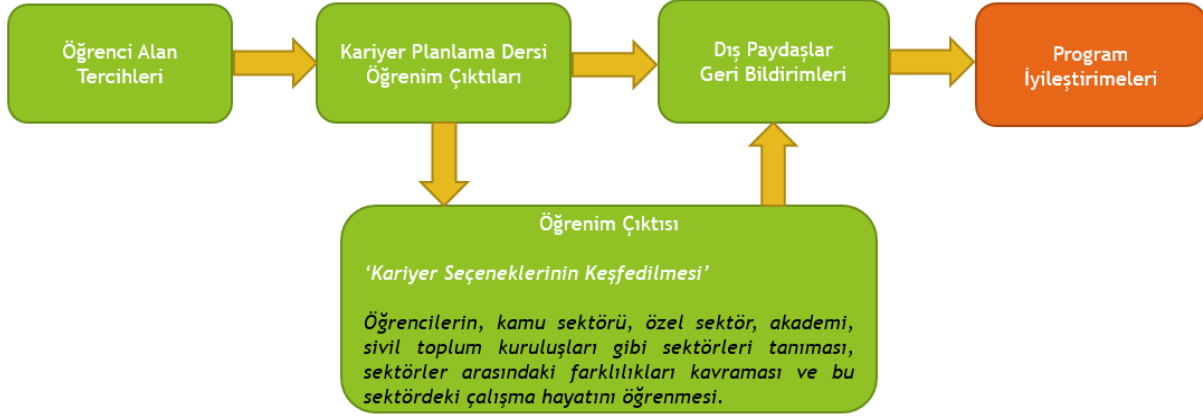 Öğrenci Alan
Tercihleri
Kariyer Planlama Dersi
Öğrenim Çıktıları
Dış Paydaşlar
Geri Bildirimleri
Program
İyileştirimeleri
Öğrenim Çıktısı
‘Kariyer Seçeneklerinin Keşfedilmesi’
Öğrencilerin, kamu sektörü, özel sektör, akademi,
sivil toplum kuruluşları gibi sektörleri tanıması,
sektörler arasındaki farklılıkları kavraması ve bu
sektördeki çalışma hayatını öğrenmesi.